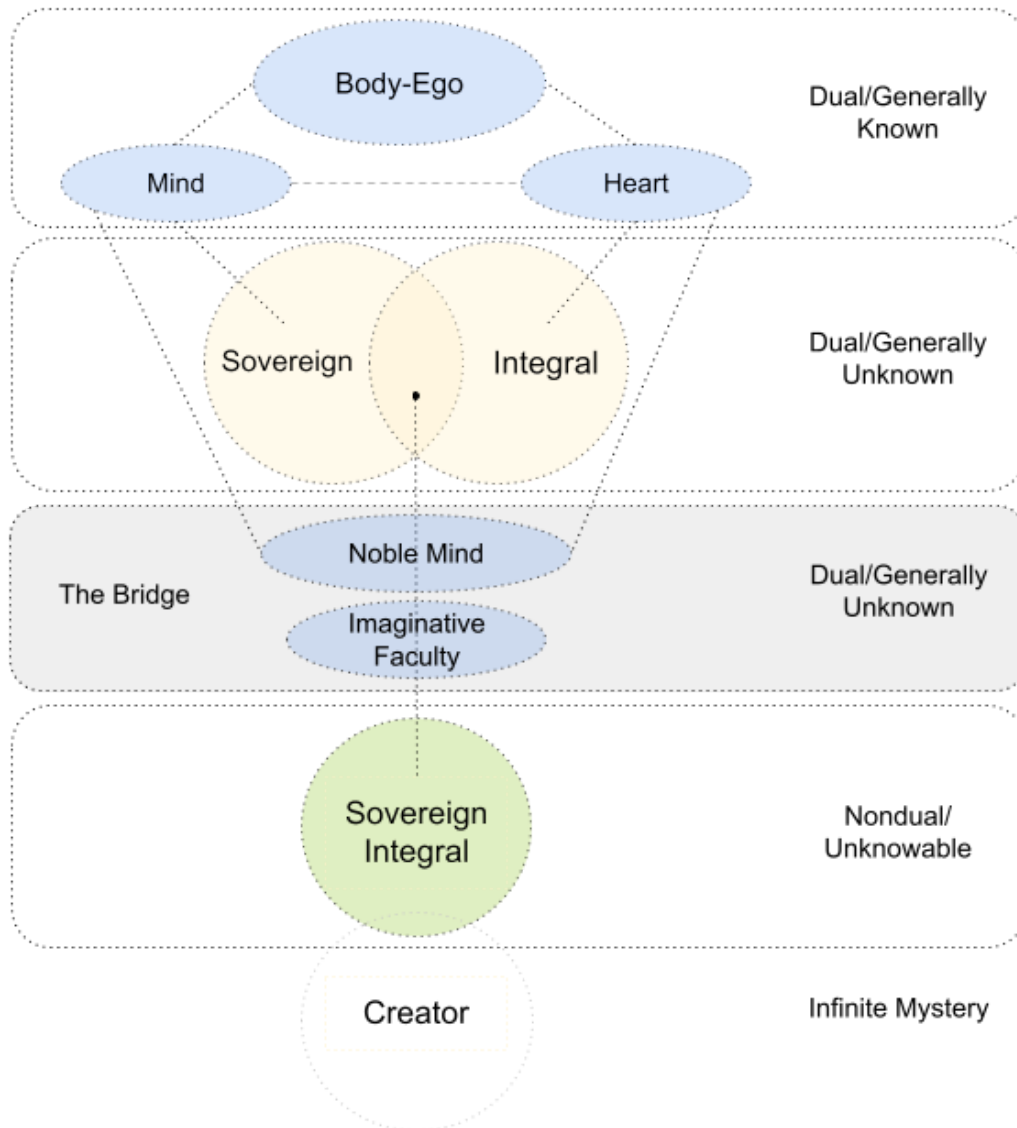 Body-Ego
Dual/Generally
Known
Mind
Heart
Sovereign
Integral
Dual/Generally
Unknown
The Bridge
Noble Mind
Imaginative
Faculty
Dual/Generally
Unknown
Sovereign
Integral
Nondual/
Unknowable
Creator
Infinite Mystery